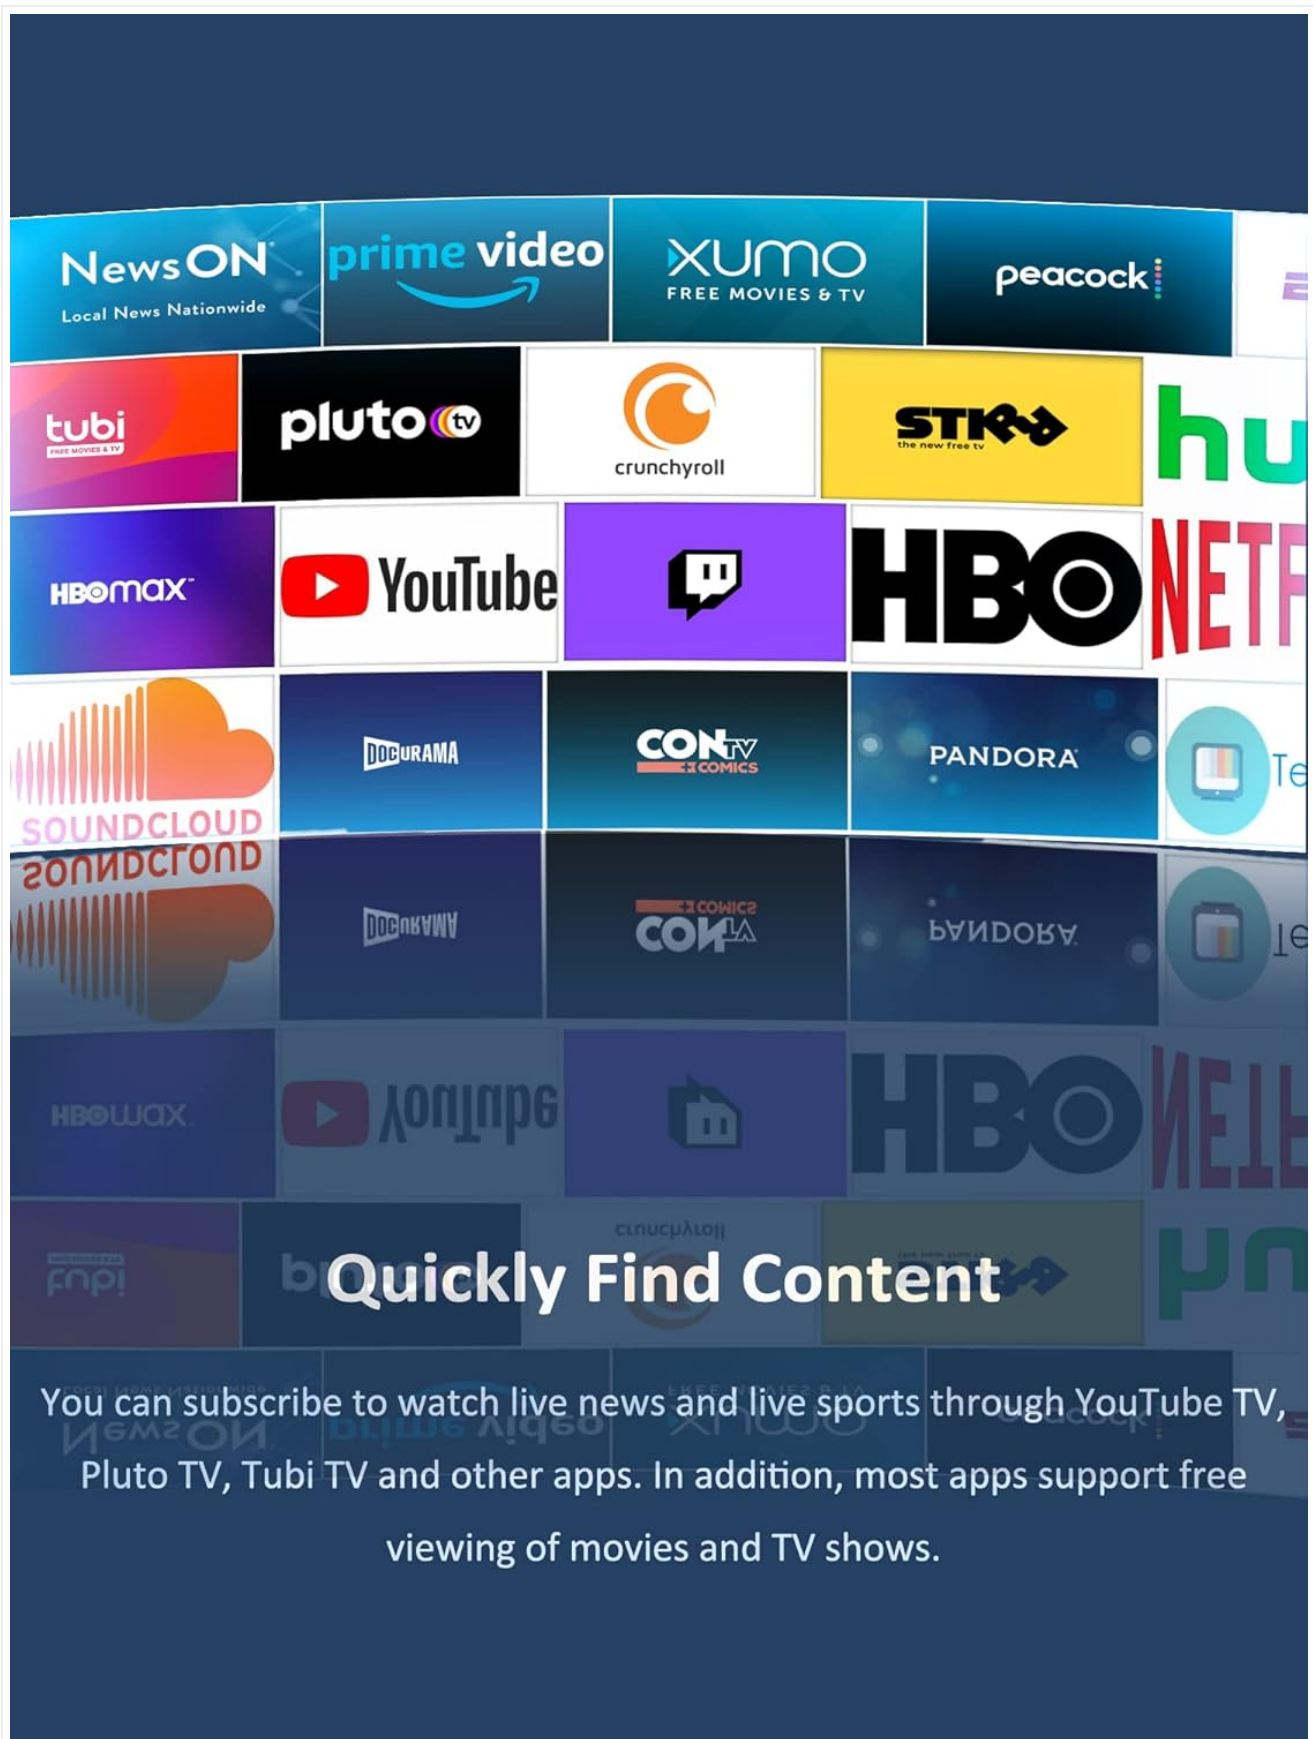 NewsON
Local News Nationwide
prime video
XUMO
FREE MOVIES & TV
peacock
tubi
FREE MOVIES & TV
pluto tv
crunchyroll
STIRR
the new free tv
hu
HBOmax
YouTube
HBO
NETF
SOUNDCLOUD
DOCURAMA
CONTV
+COMICS
PANDORA
Te
Quickly Find Content
You can subscribe to watch live news and live sports through YouTube TV,
Pluto TV, Tubi TV and other apps. In addition, most apps support free
viewing of movies and TV shows.